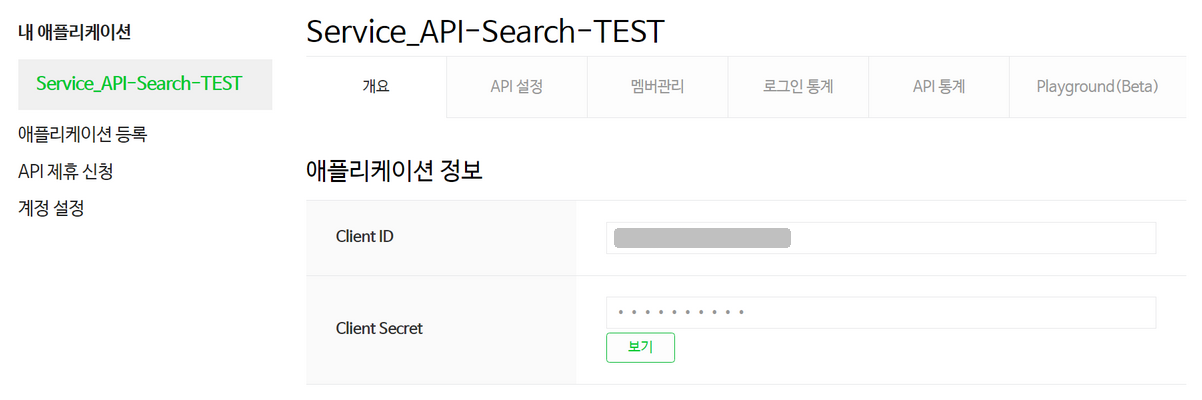 내 애플리케이션
Service_API-Search-TEST
애플리케이션 등록
API 제휴 신청
계정 설정
Service_API-Search-TEST
개요
API 설정
멤버관리
로그인 통계
API 통계
Playground(Beta)
애플리케이션 정보
Client ID
Client Secret
••••••••••
보기